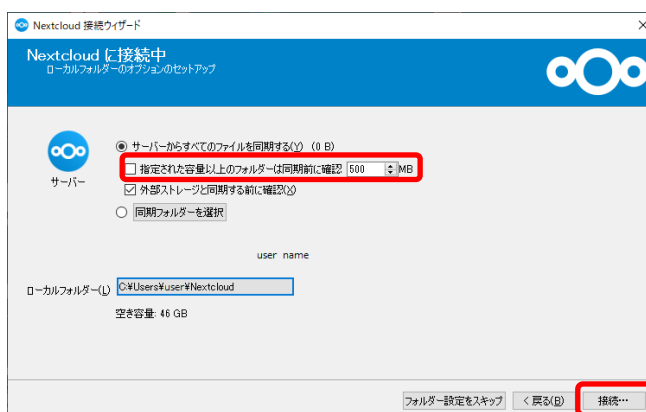 Nextcloud 接続ウィザード
Nextcloud に接続中
ローカルフォルダーのオプションのセットアップ
サーバーからすべてのファイルを同期する(Y) (0 B)
指定された容量以上のフォルダーは同期前に確認 500 MB
サーバー
外部ストレージと同期する前に確認(X)
同期フォルダーを選択
user name
ローカルフォルダー(L) C:¥Users¥user¥Nextcloud
空き容量: 46 GB
フォルダー設定をスキップ < 戻る(B) 接続…